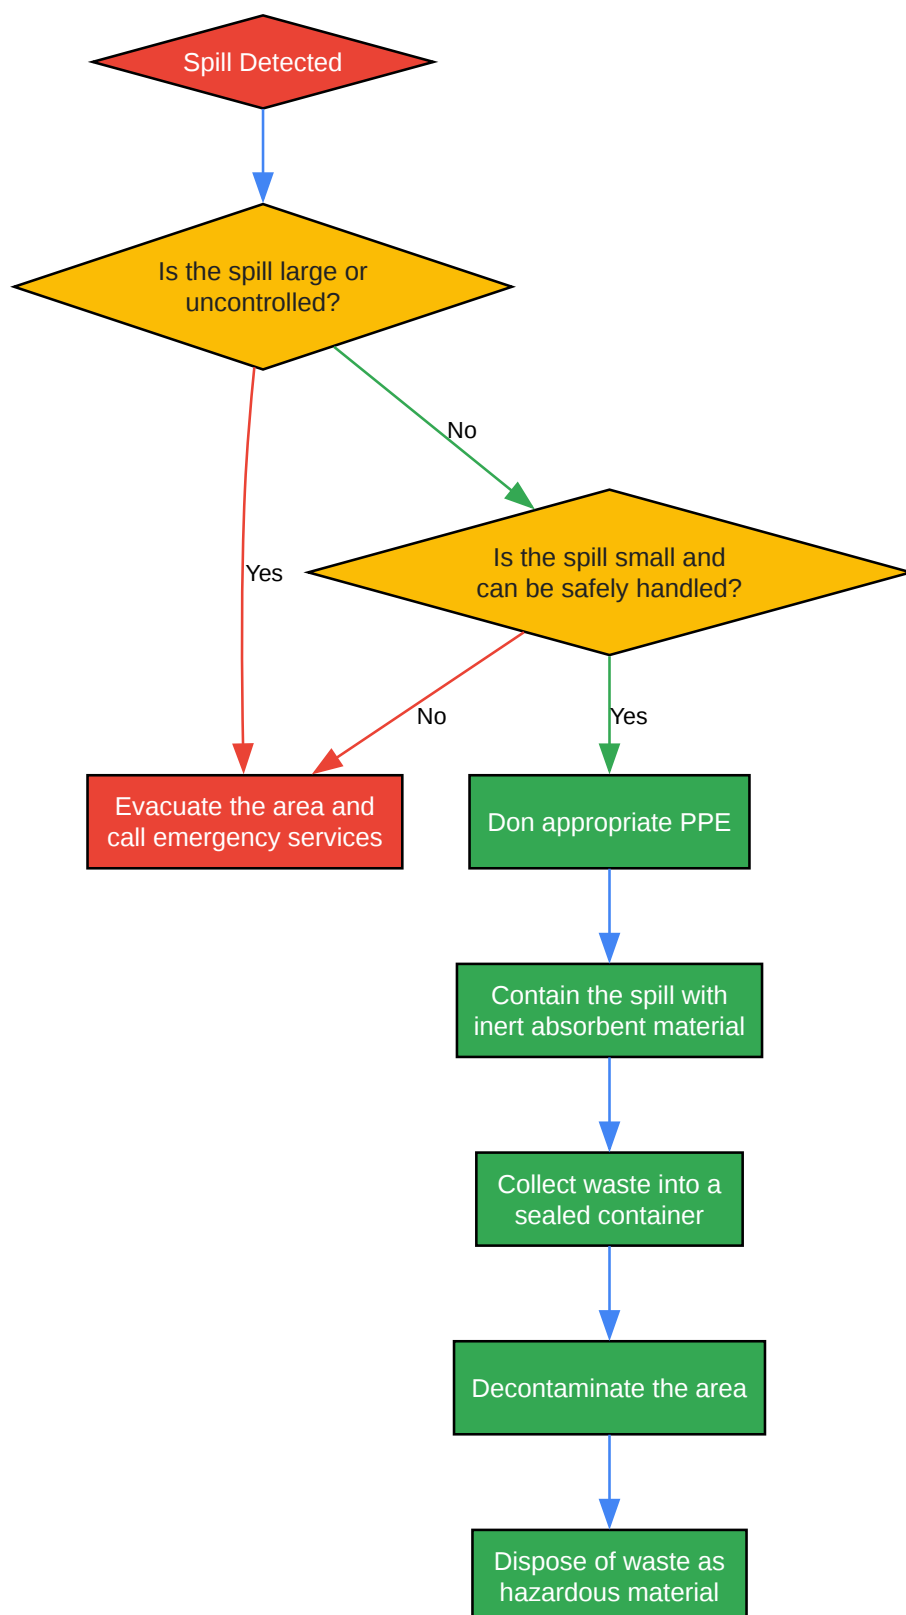 Spill Detected
Is the spill large or
uncontrolled?
No
Is the spill small and
can be safely handled?
Yes
No
Yes
Evacuate the area and
call emergency services
Don appropriate PPE
Contain the spill with
inert absorbent material
Collect waste into a
sealed container
Decontaminate the area
Dispose of waste as
hazardous material